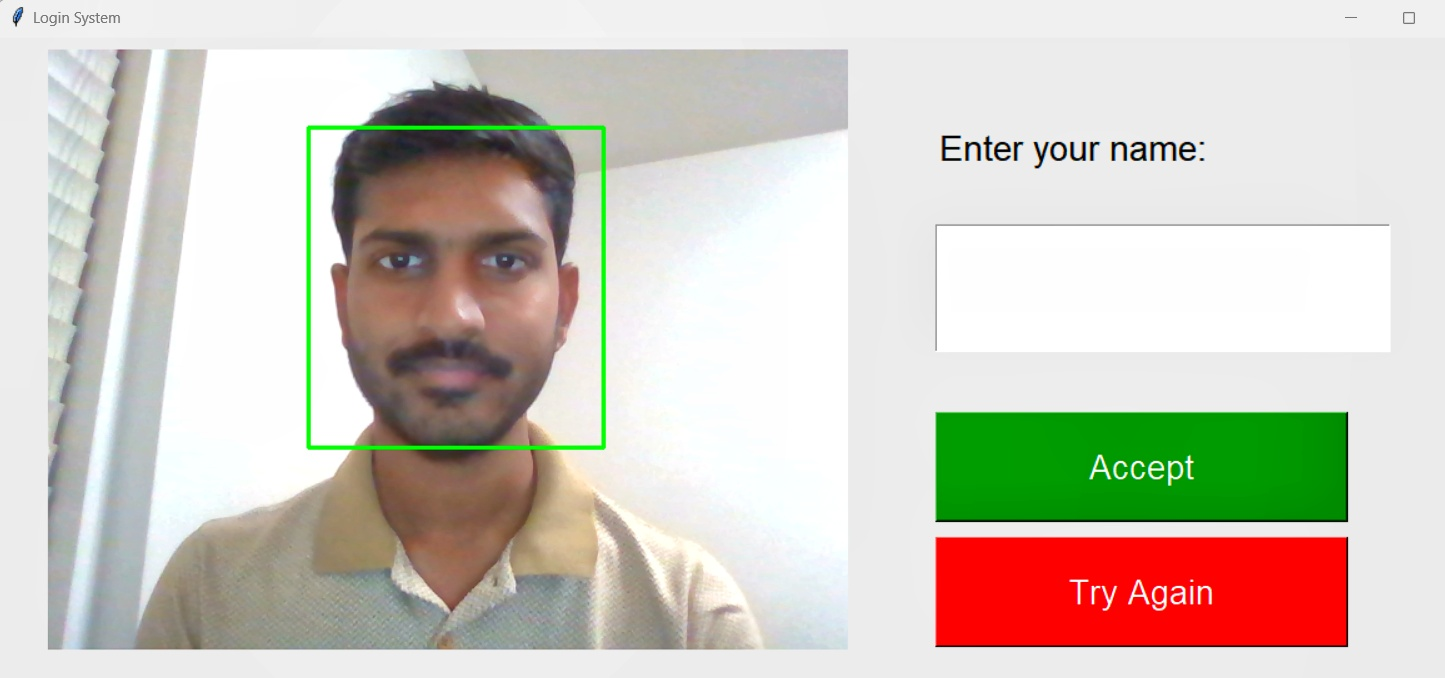 Login System
Enter your name:
Accept
Try Again